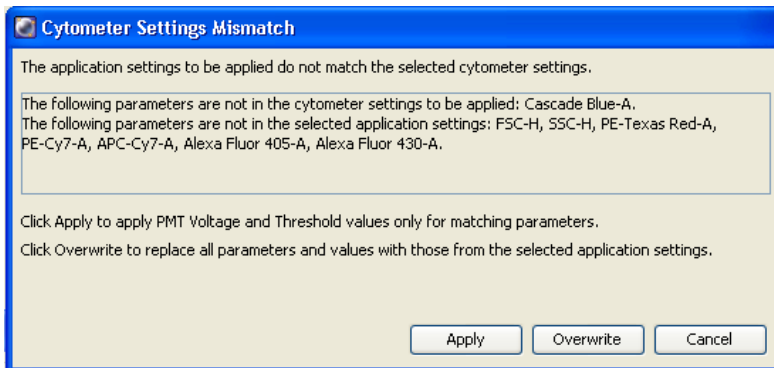 Cytometer Settings Mismatch
The application settings to be applied do not match the selected cytometer settings.
The following parameters are not in the cytometer settings to be applied: Cascade Blue-A.
The following parameters are not in the selected application settings: FSC-H, SSC-H, PE-Texas Red-A,
PE-Cy7-A, APC-Cy7-A, Alexa Fluor 405-A, Alexa Fluor 430-A.
Click Apply to apply PMT Voltage and Threshold values only for matching parameters.
Click Overwrite to replace all parameters and values with those from the selected application settings.
Apply Overwrite Cancel